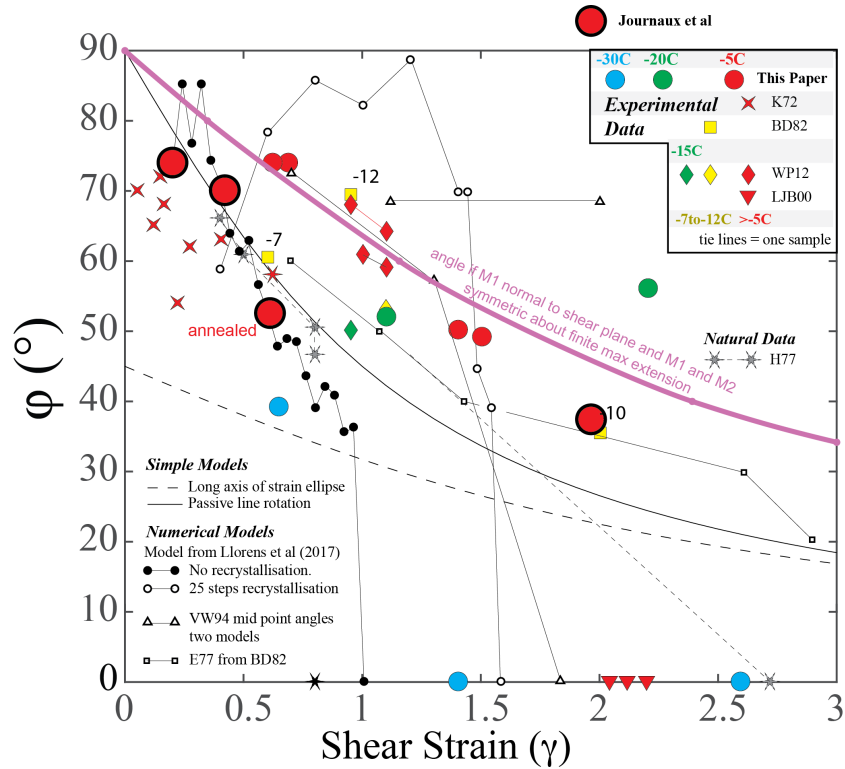 Journaux et al
-30C -20C -5C
This Paper
Experimental K72
Data BD82
-15C
WP12
LJB00
-7to-12C >-5C
tie lines = one sample
90
80
70
60
50
40
30
20
10
0
φ (°)
-12
-7
annealed
-10
angle if M1 normal to shear plane and M1 and M2
symmetric about finite max extension
Natural Data
H77
Simple Models
Long axis of strain ellipse
Passive line rotation
Numerical Models
Model from Llorens et al (2017)
No recrystallisation.
25 steps recrystallisation
VW94 mid point angles
two models
E77 from BD82
0 0.5 1 1.5 2 2.5 3
Shear Strain (γ)